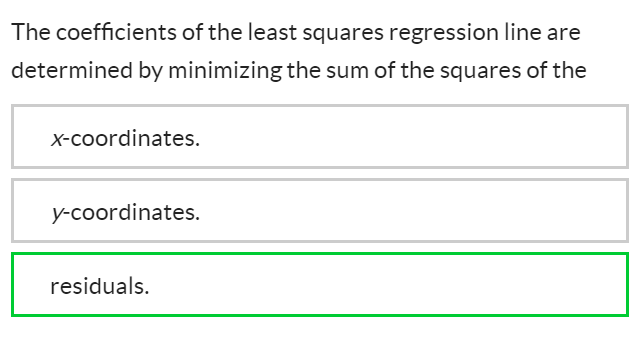 The coefficients of the least squares regression line are
determined by minimizing the sum of the squares of the
x-coordinates.
y-coordinates.
residuals.